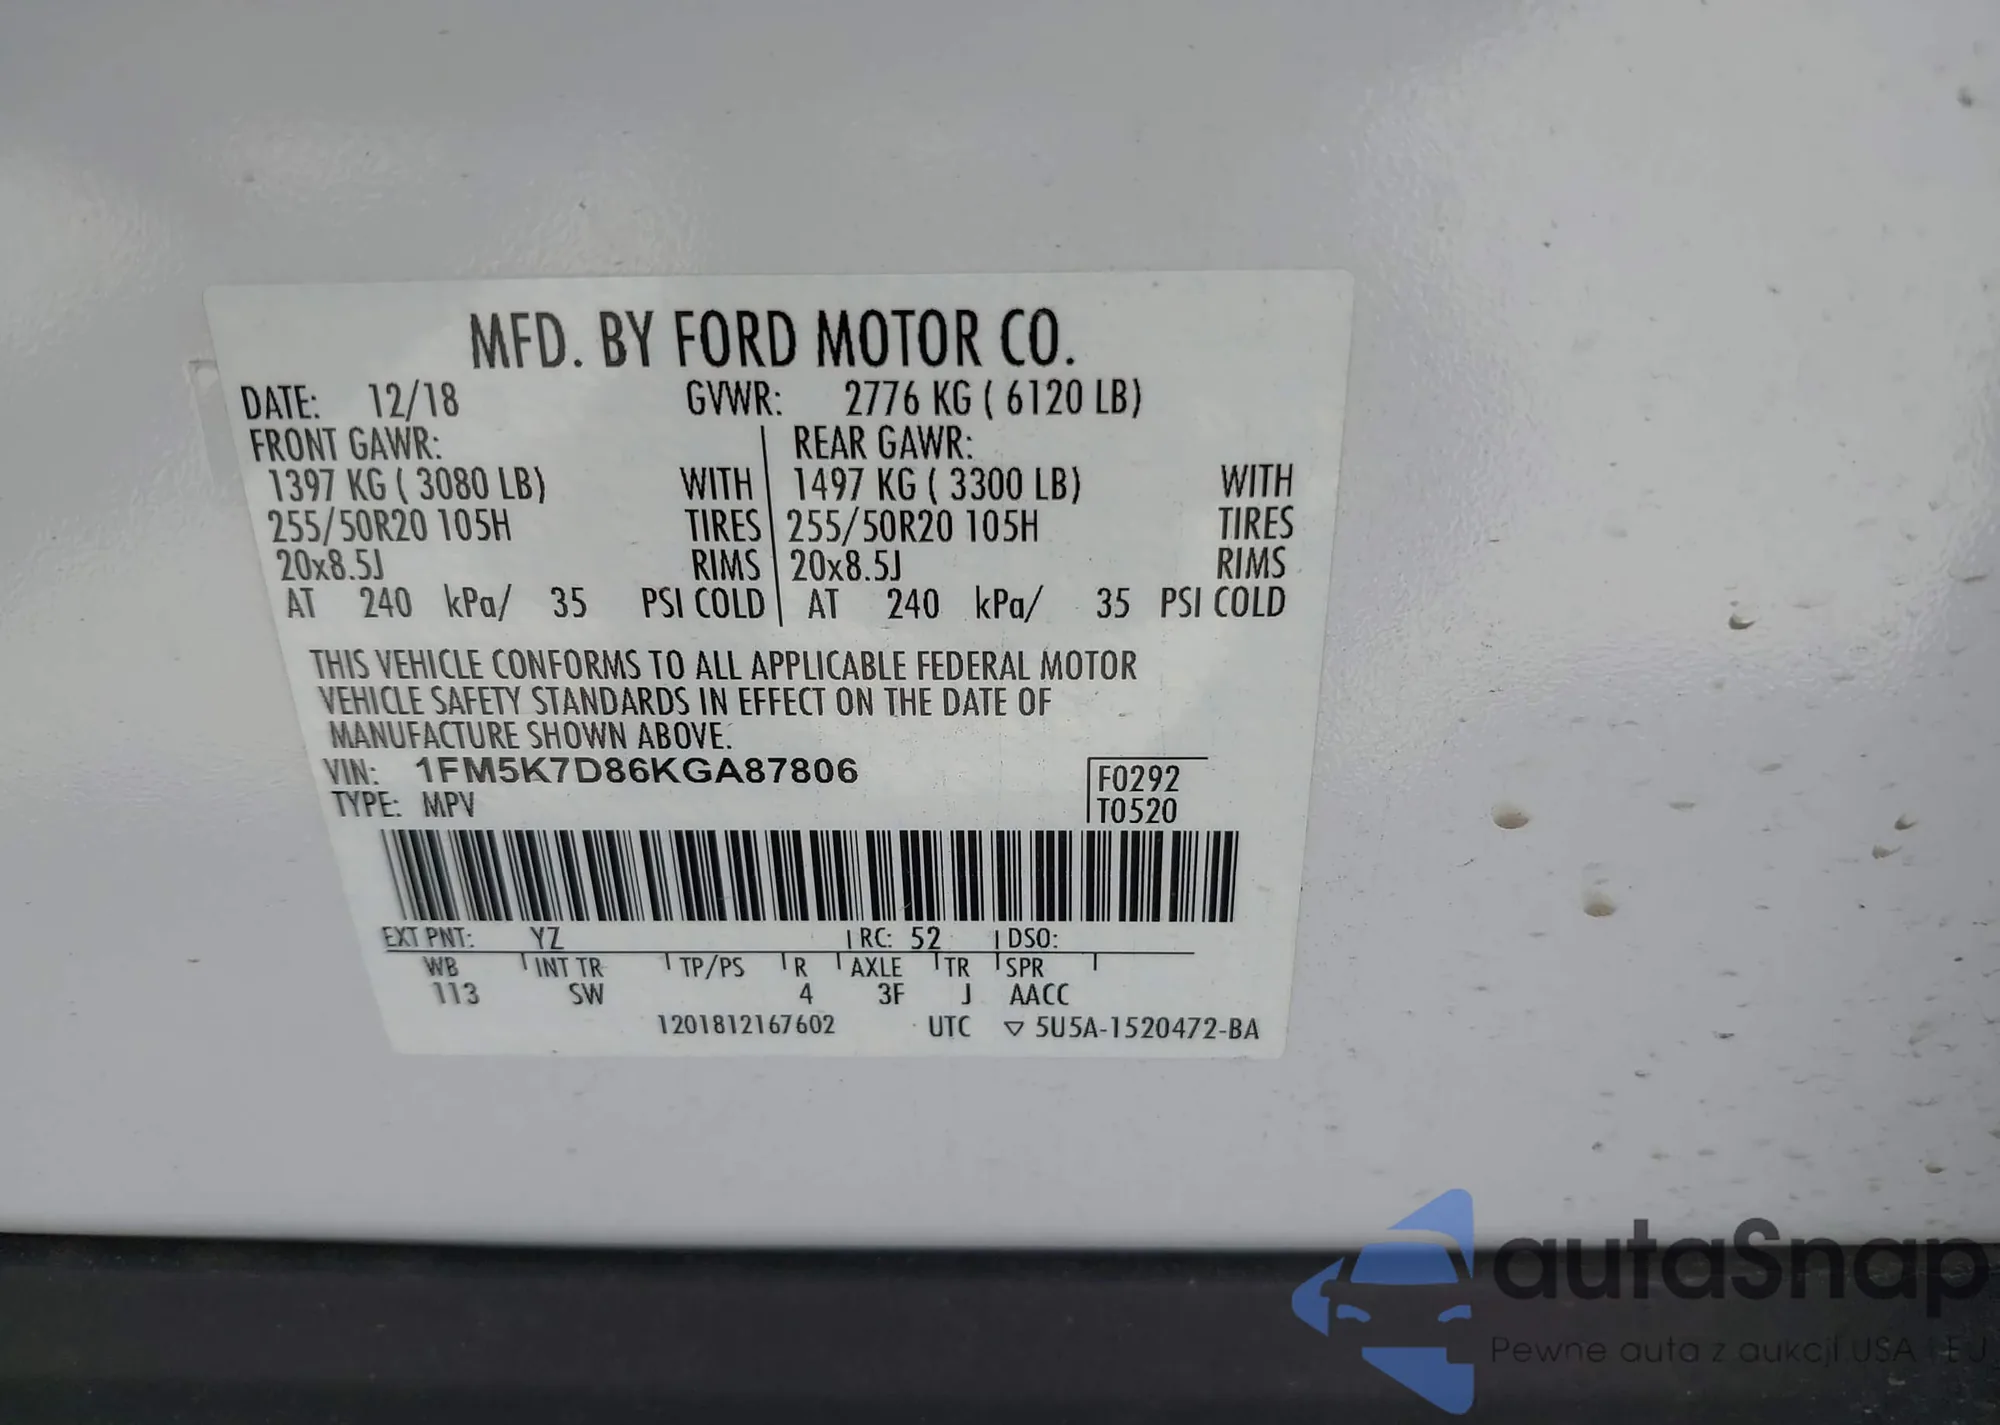 MFD. BY FORD MOTOR CO.
DATE: 12/18 GVWR: 2776 KG ( 6120 LB)
FRONT GAWR: REAR GAWR:
1397 KG ( 3080 LB) WITH 1497 KG ( 3300 LB) WITH
255/50R20 105H TIRES 255/50R20 105H TIRES
20x8.5J RIMS 20x8.5J RIMS
AT 240 kPa/ 35 PSI COLD AT 240 kPa/ 35 PSI COLD
THIS VEHICLE CONFORMS TO ALL APPLICABLE FEDERAL MOTOR
VEHICLE SAFETY STANDARDS IN EFFECT ON THE DATE OF
MANUFACTURE SHOWN ABOVE.
VIN: 1FM5K7D86KGA87806 F0292
TYPE: MPV T0520
EXT PNT: YZ RC: 52 DSO:
WB INT TR TP/PS R AXLE TR SPR
113 SW 4 3F J AACC
1201812167602 UTC ▽ 5U5A-1520472-BA
autaSnap
Pewne auta z aukcji USA i EU